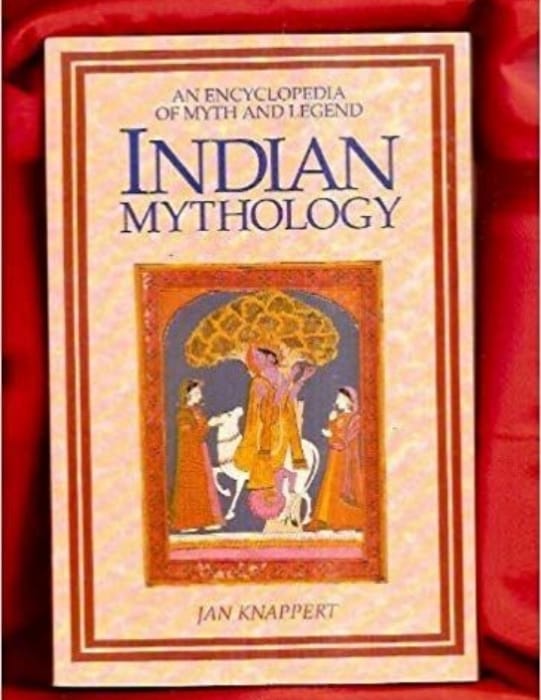 AN ENCYCLOPEDIA
OF MYTH AND LEGEND
INDIAN
MYTHOLOGY
JAN KNAPPERT